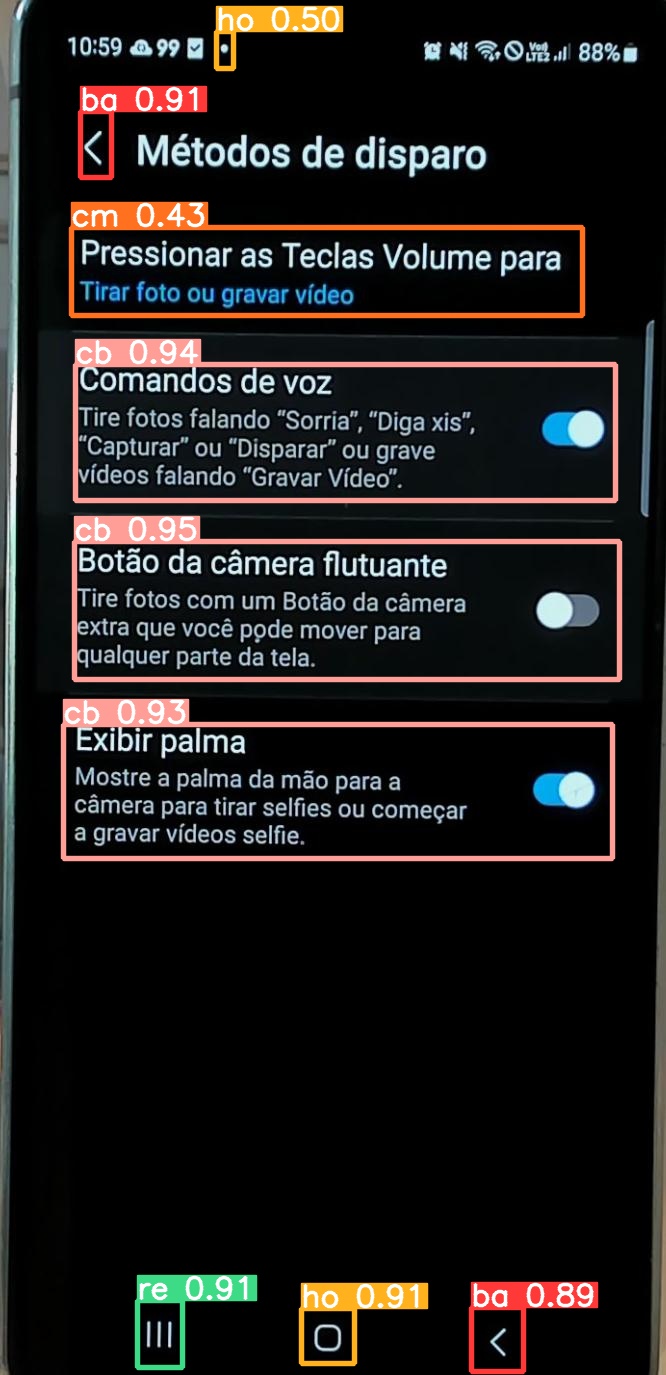 ho 0.50
10:59 99 88%
Vo)) LTE2
ba 0.91
Métodos de disparo
cm 0.43
Pressionar as Teclas Volume para
Tirar foto ou gravar vídeo
cb 0.94
Comandos de voz
Tire fotos falando “Sorria”, “Diga xis”,
“Capturar” ou “Disparar” ou grave
vídeos falando “Gravar Vídeo”.
cb 0.95
Botão da câmera flutuante
Tire fotos com um Botão da câmera
extra que você pode mover para
qualquer parte da tela.
cb 0.93
Exibir palma
Mostre a palma da mão para a
câmera para tirar selfies ou começar
a gravar vídeos selfie.
re 0.91
ho 0.91
ba 0.89